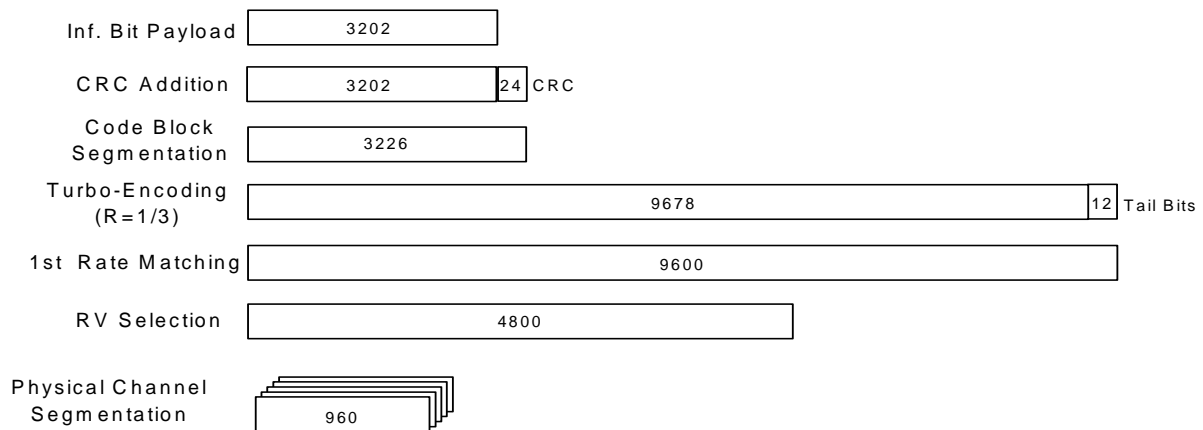 Inf. Bit Payload 3202
CRC Addition 3202 24 CRC
Code Block
Segmentation 3226
Turbo-Encoding
(R=1/3) 9678 12 Tail Bits
1st Rate Matching 9600
RV Selection 4800
Physical Channel
Segmentation 960